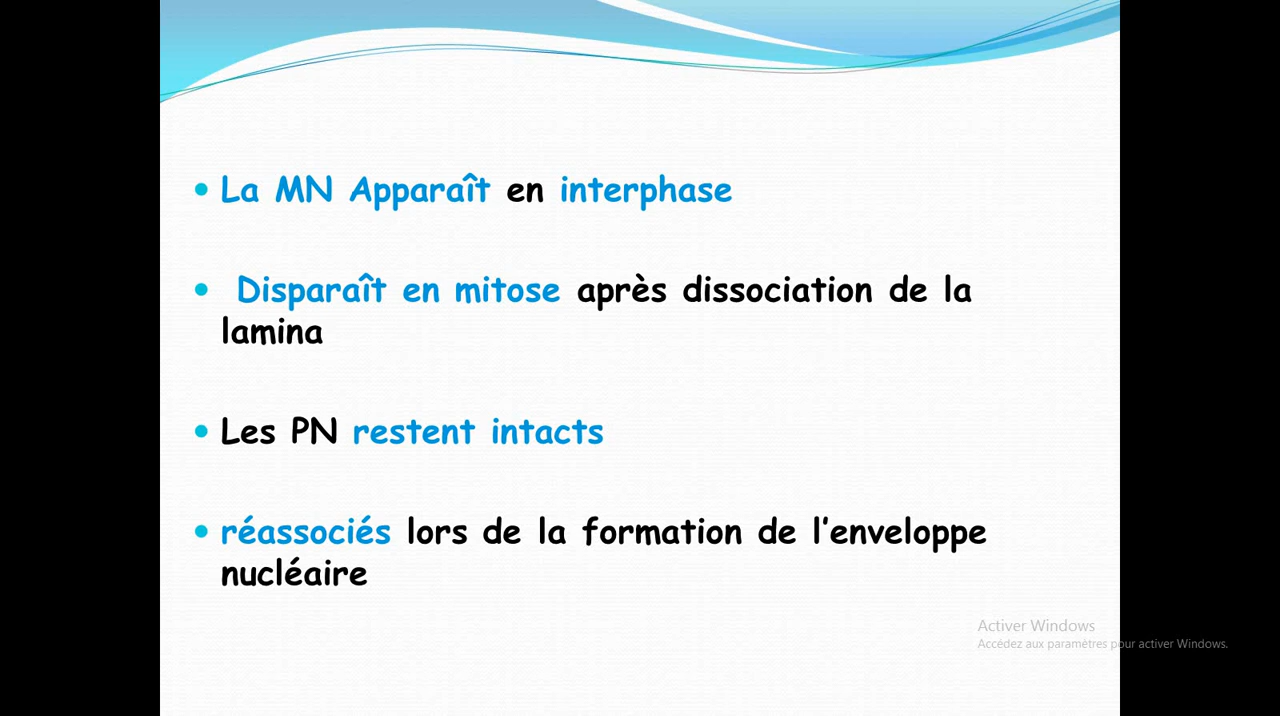 • La MN Apparaît en interphase
• Disparaît en mitose après dissociation de la
lamina
• Les PN restent intacts
• réassociés lors de la formation de l’enveloppe
nucléaire
Activer Windows
Accédez aux paramètres pour activer Windows.